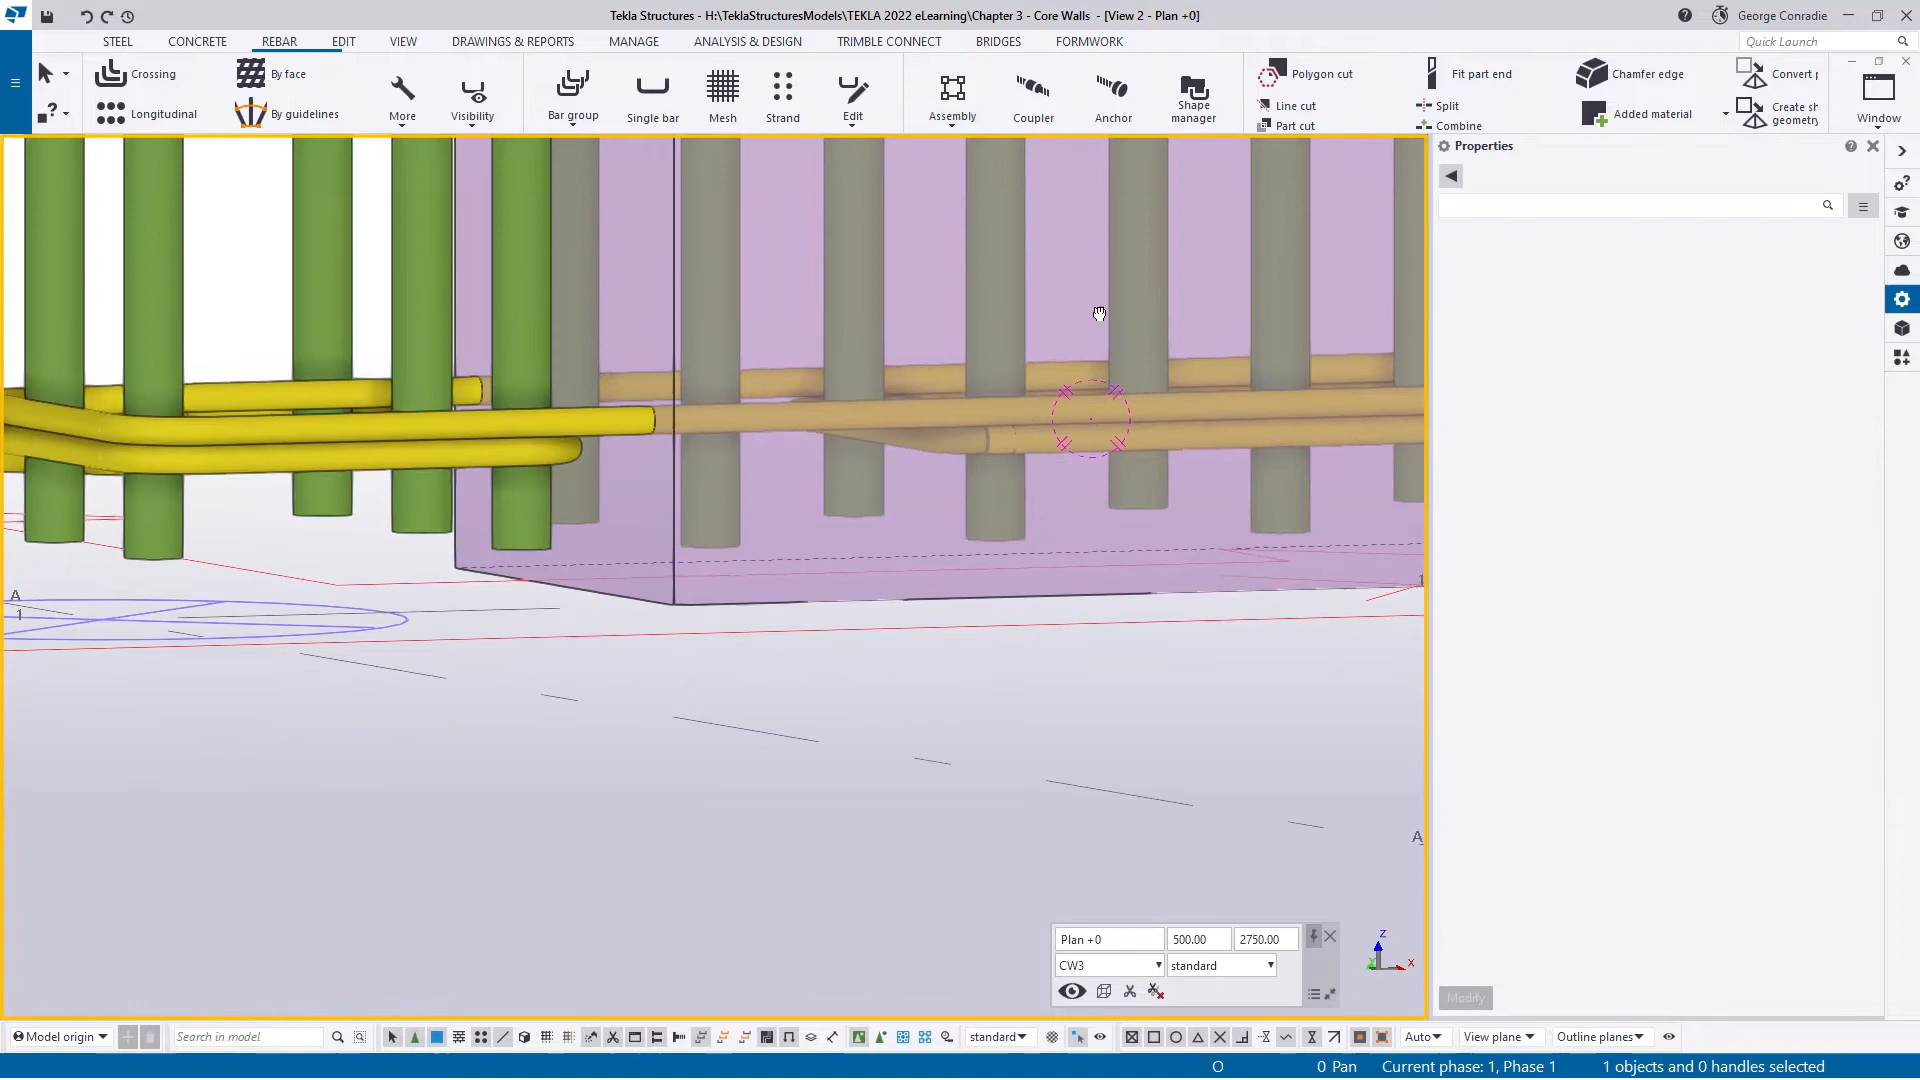 Tekla Structures - H:\TeklaStructuresModels\TEKLA 2022 eLearning\Chapter 3 - Core Walls - [View 2 - Plan +0]
George Conradie
STEEL CONCRETE REBAR EDIT VIEW DRAWINGS & REPORTS MANAGE ANALYSIS & DESIGN TRIMBLE CONNECT BRIDGES FORMWORK
Quick Launch
Crossing
By face
Longitudinal
By guidelines
More
Visibility
Bar group
Single bar
Mesh
Strand
Edit
Assembly
Coupler
Anchor
Shape
manager
Polygon cut
Line cut
Part cut
Fit part end
Split
Combine
Chamfer edge
Added material
Convert p
Create sh
geometry
Window
Properties
A
1
1
A
Plan +0
500.00
2750.00
CW3
standard
Z
X
Y
Modify
Model origin
Search in model
standard
Auto
View plane
Outline planes
O
0 Pan
Current phase: 1, Phase 1
1 objects and 0 handles selected